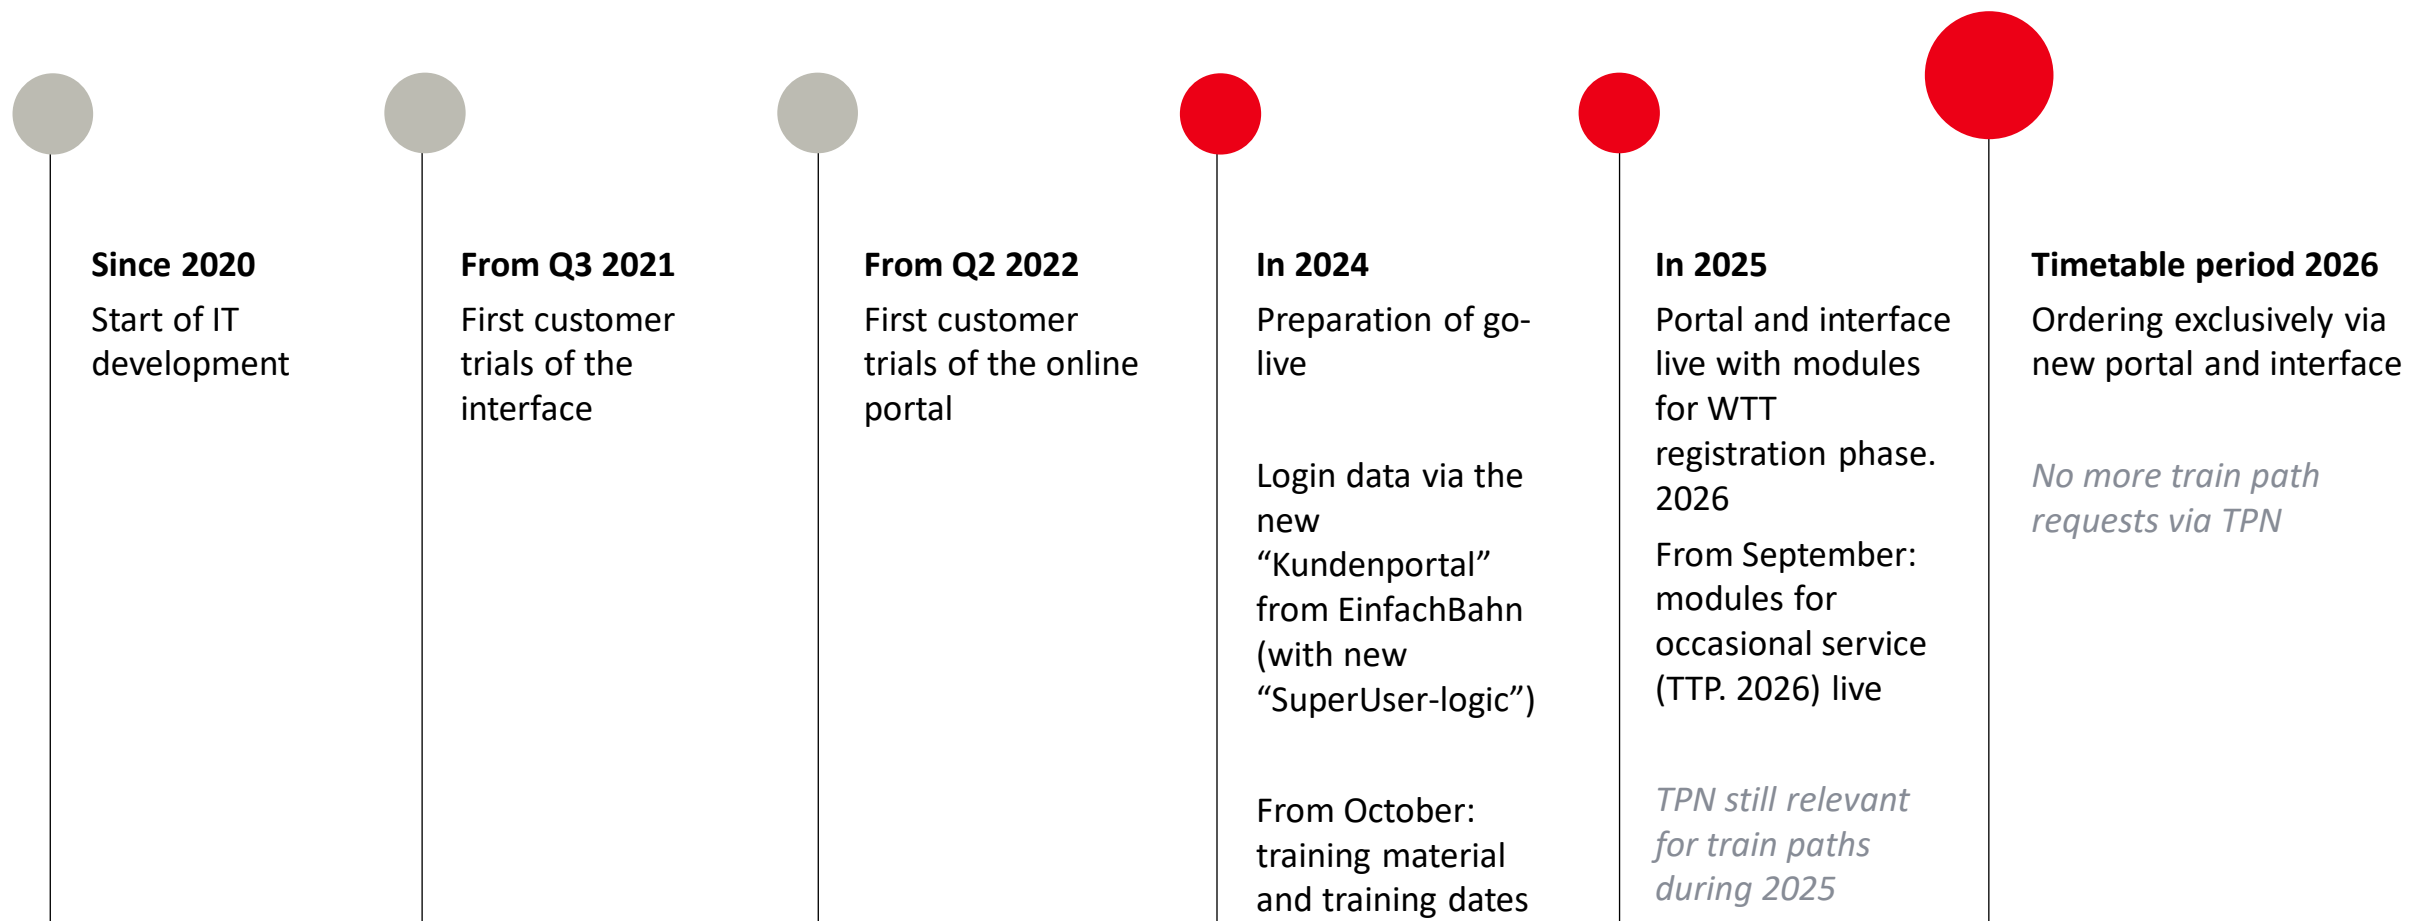 Since 2020
Start of IT
development
From Q3 2021
First customer
trials of the
interface
From Q2 2022
First customer
trials of the online
portal
In 2024
Preparation of go-
live
Login data via the
new
“Kundenportal”
from EinfachBahn
(with new
“SuperUser-logic”)
From October:
training material
and training dates
In 2025
Portal and interface
live with modules
for WTT
registration phase.
2026
From September:
modules for
occasional service
(TTP. 2026) live
TPN still relevant
for train paths
during 2025
Timetable period 2026
Ordering exclusively via
new portal and interface
No more train path
requests via TPN